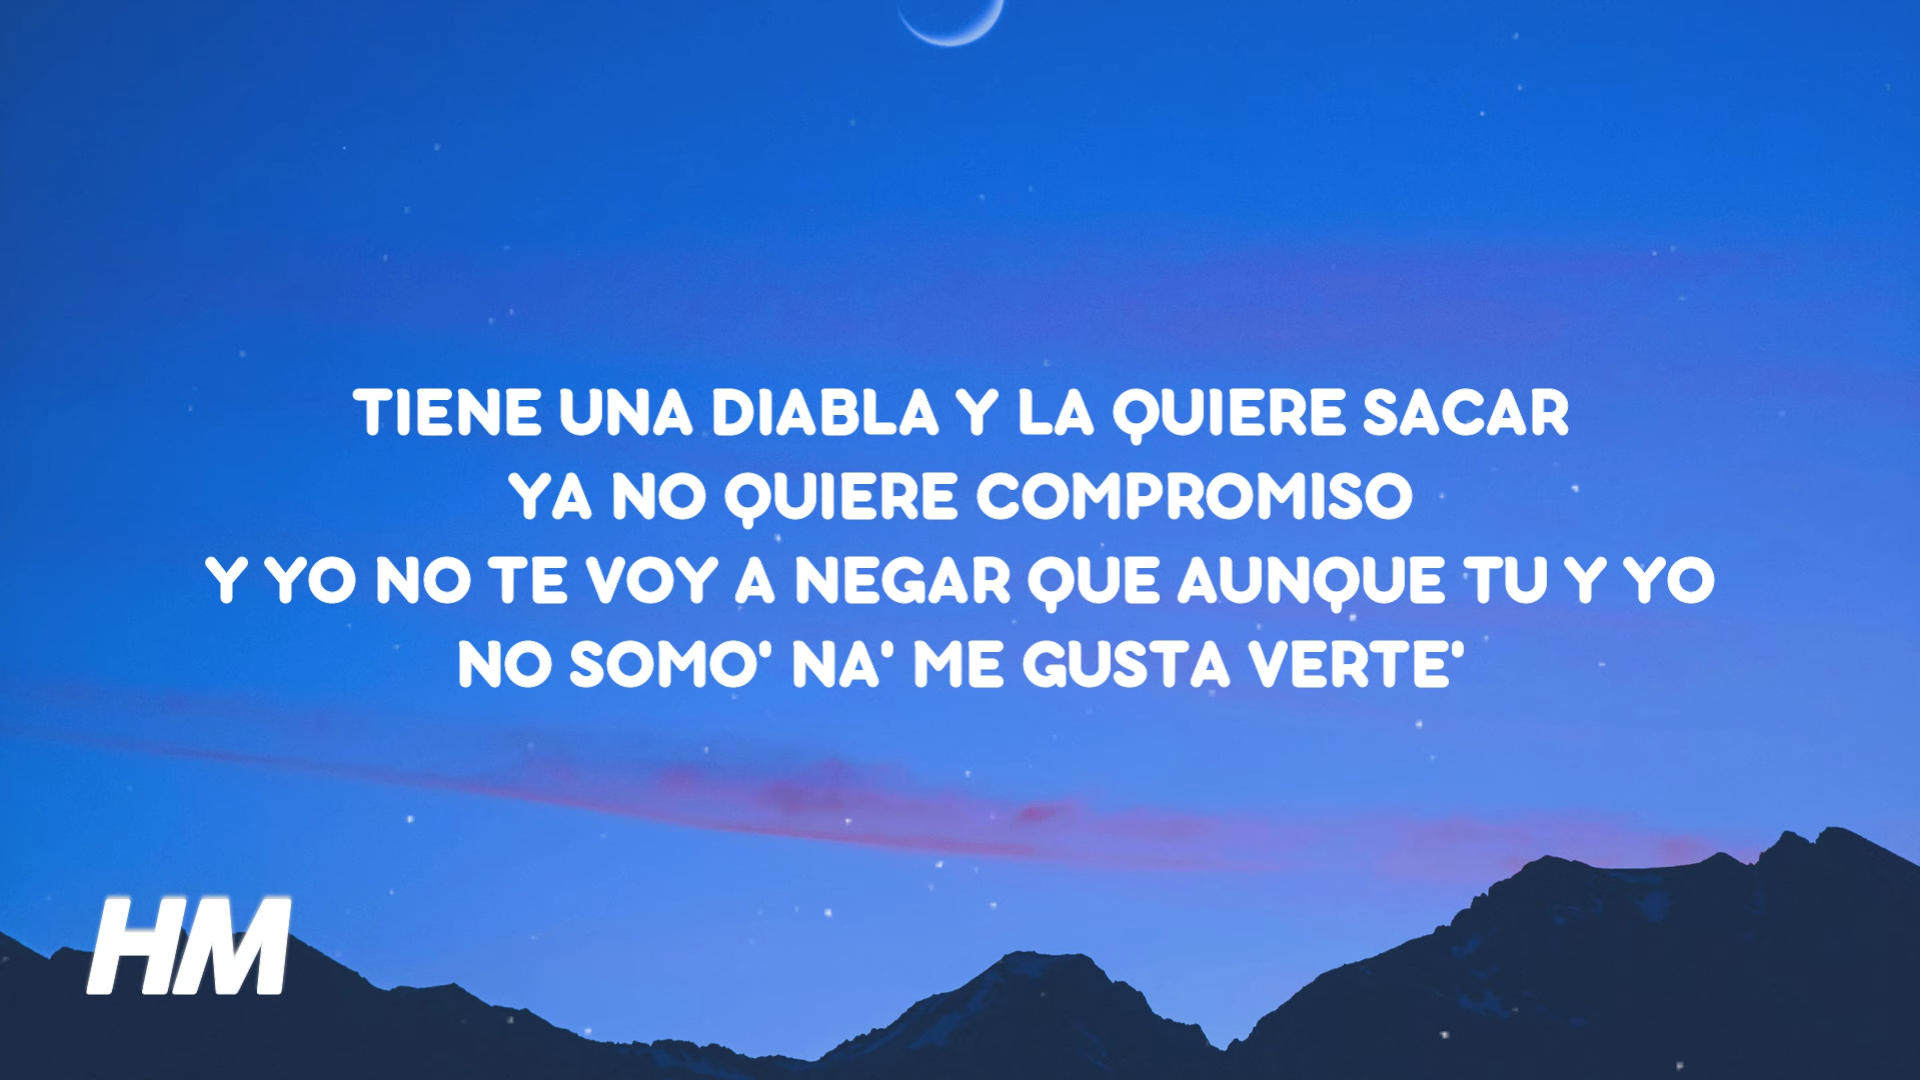 TIENE UNA DIABLA Y LA QUIERE SACAR
YA NO QUIERE COMPROMISO
Y YO NO TE VOY A NEGAR QUE AUNQUE TU Y YO
NO SOMO' NA' ME GUSTA VERTE'
HM